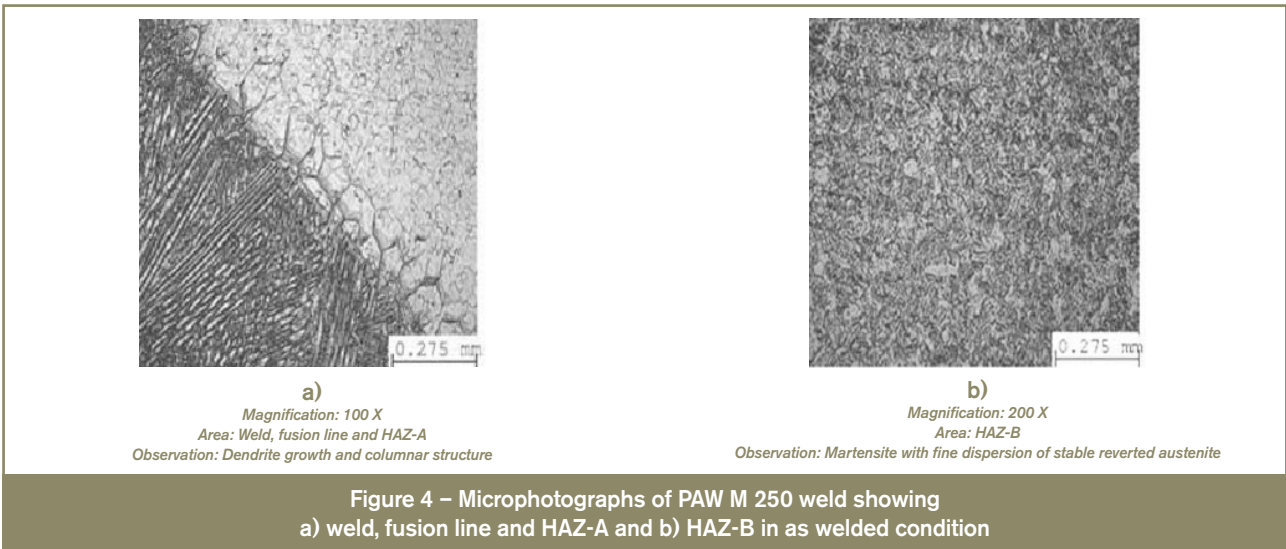 0.275 mm
0.275 mm
a)
Magnification: 100 X
Area: Weld, fusion line and HAZ-A
Observation: Dendrite growth and columnar structure
b)
Magnification: 200 X
Area: HAZ-B
Observation: Martensite with fine dispersion of stable reverted austenite
Figure 4 – Microphotographs of PAW M 250 weld showing
a) weld, fusion line and HAZ-A and b) HAZ-B in as welded condition